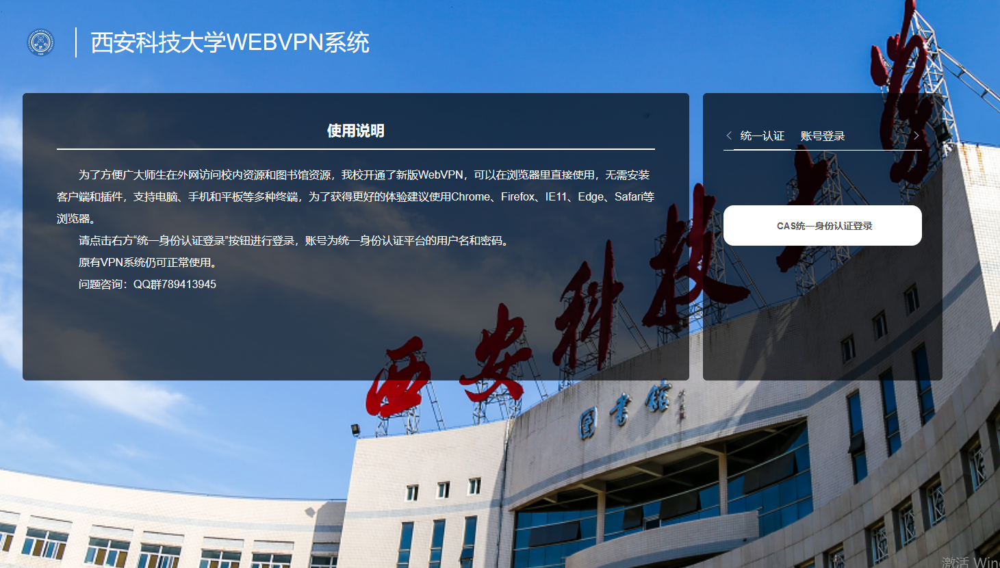 西安科技大学WEBVPN系统
使用说明
为了方便广大师生在外网访问校内资源和图书馆资源，我校开通了新版WebVPN，可以在浏览器里直接使用，无需安装
客户端和插件，支持电脑、手机和平板等多种终端，为了获得更好的体验建议使用Chrome、Firefox、IE11、Edge、Safari等
浏览器。
请点击右方“统一身份认证登录”按钮进行登录，账号为统一身份认证平台的用户名和密码。
原有VPN系统仍可正常使用。
问题咨询：QQ群789413945
统一认证 账号登录
CAS统一身份认证登录
西安科技大学
图书馆
激活 Win